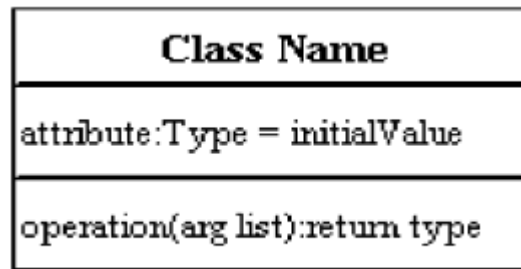 Class Name
attribute:Type = initialValue
operation(arg list):return type